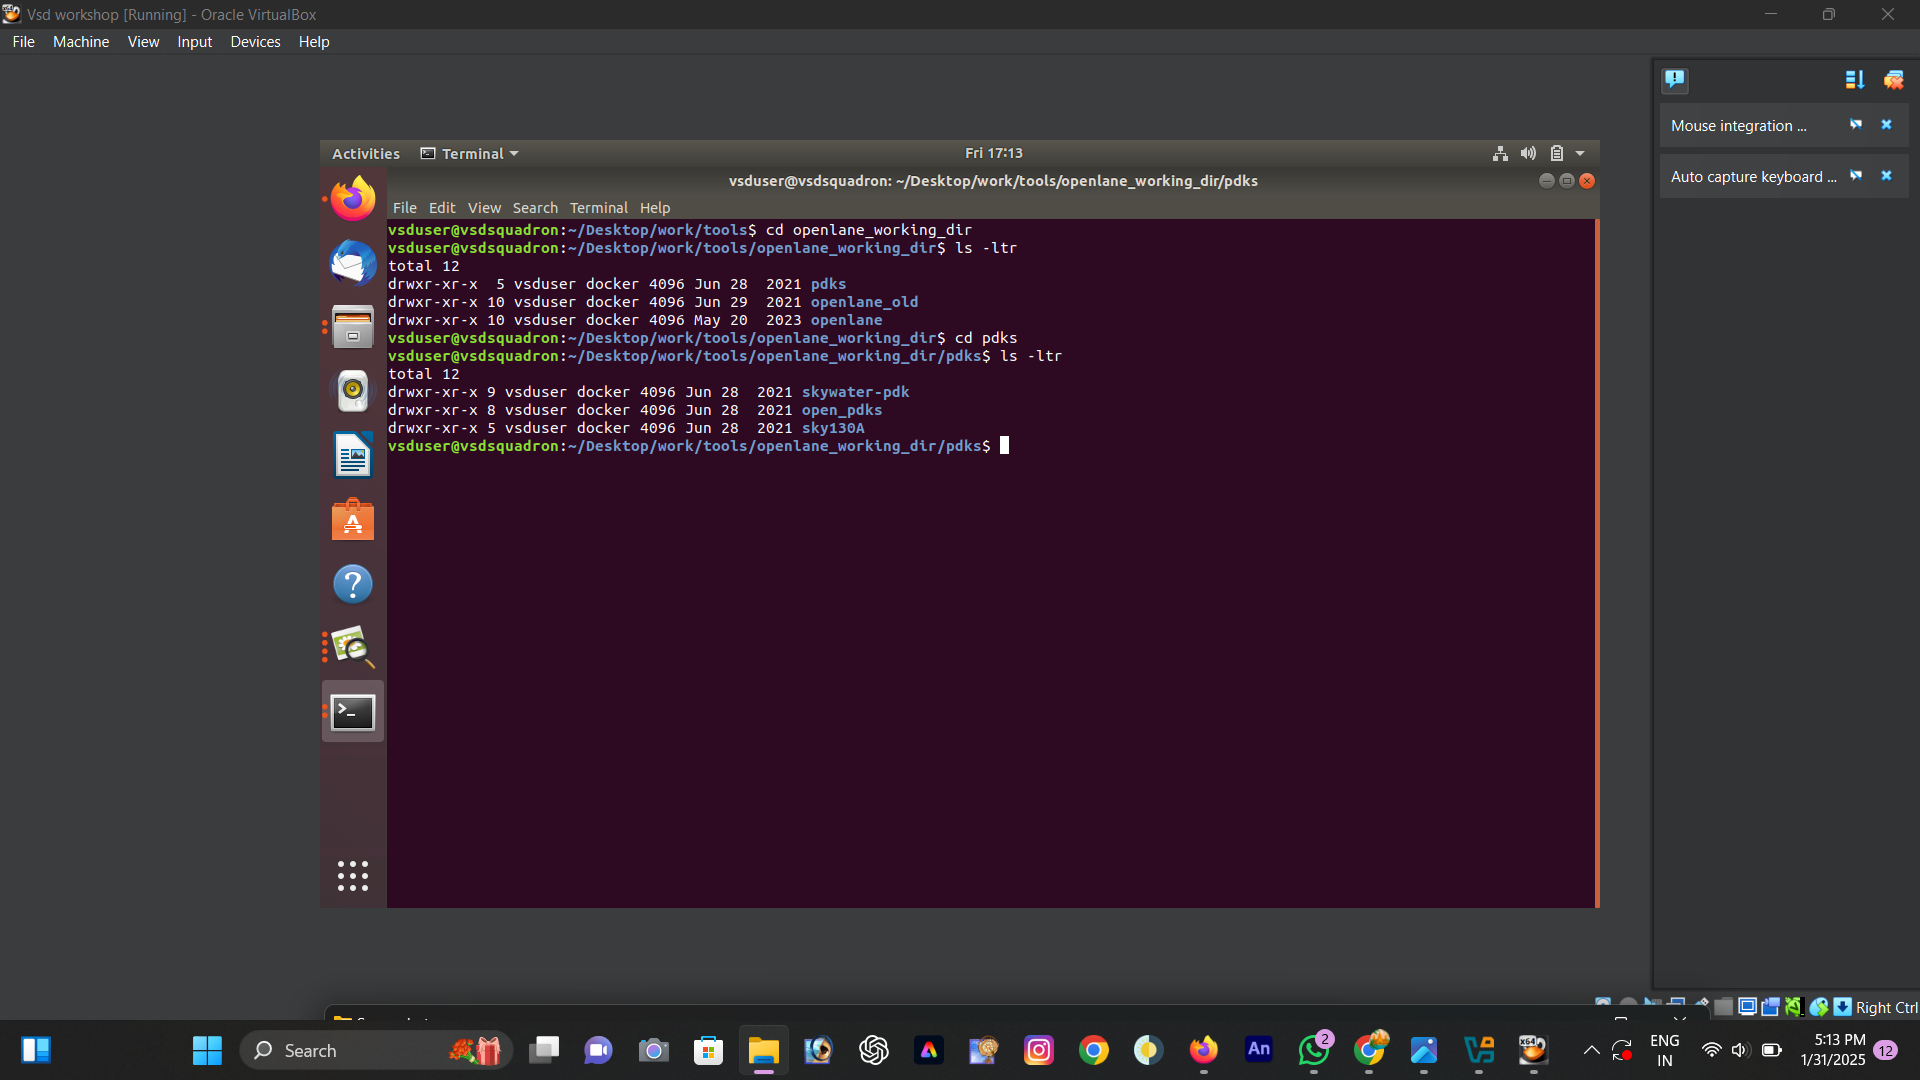 Vsd workshop [Running] - Oracle VirtualBox
File Machine View Input Devices Help
Mouse integration ...
Auto capture keyboard ...
Activities Terminal Fri 17:13
vsduser@vsdsquadron: ~/Desktop/work/tools/openlane_working_dir/pdks
File Edit View Search Terminal Help
vsduser@vsdsquadron:~/Desktop/work/tools$ cd openlane_working_dir
vsduser@vsdsquadron:~/Desktop/work/tools/openlane_working_dir$ ls -ltr
total 12
drwxr-xr-x  5 vsduser docker 4096 Jun 28  2021 pdks
drwxr-xr-x 10 vsduser docker 4096 Jun 29  2021 openlane_old
drwxr-xr-x 10 vsduser docker 4096 May 20  2023 openlane
vsduser@vsdsquadron:~/Desktop/work/tools/openlane_working_dir$ cd pdks
vsduser@vsdsquadron:~/Desktop/work/tools/openlane_working_dir/pdks$ ls -ltr
total 12
drwxr-xr-x 9 vsduser docker 4096 Jun 28  2021 skywater-pdk
drwxr-xr-x 8 vsduser docker 4096 Jun 28  2021 open_pdks
drwxr-xr-x 5 vsduser docker 4096 Jun 28  2021 sky130A
vsduser@vsdsquadron:~/Desktop/work/tools/openlane_working_dir/pdks$
Right Ctrl
Search
An
2
x64
ENG
IN
5:13 PM
1/31/2025
12